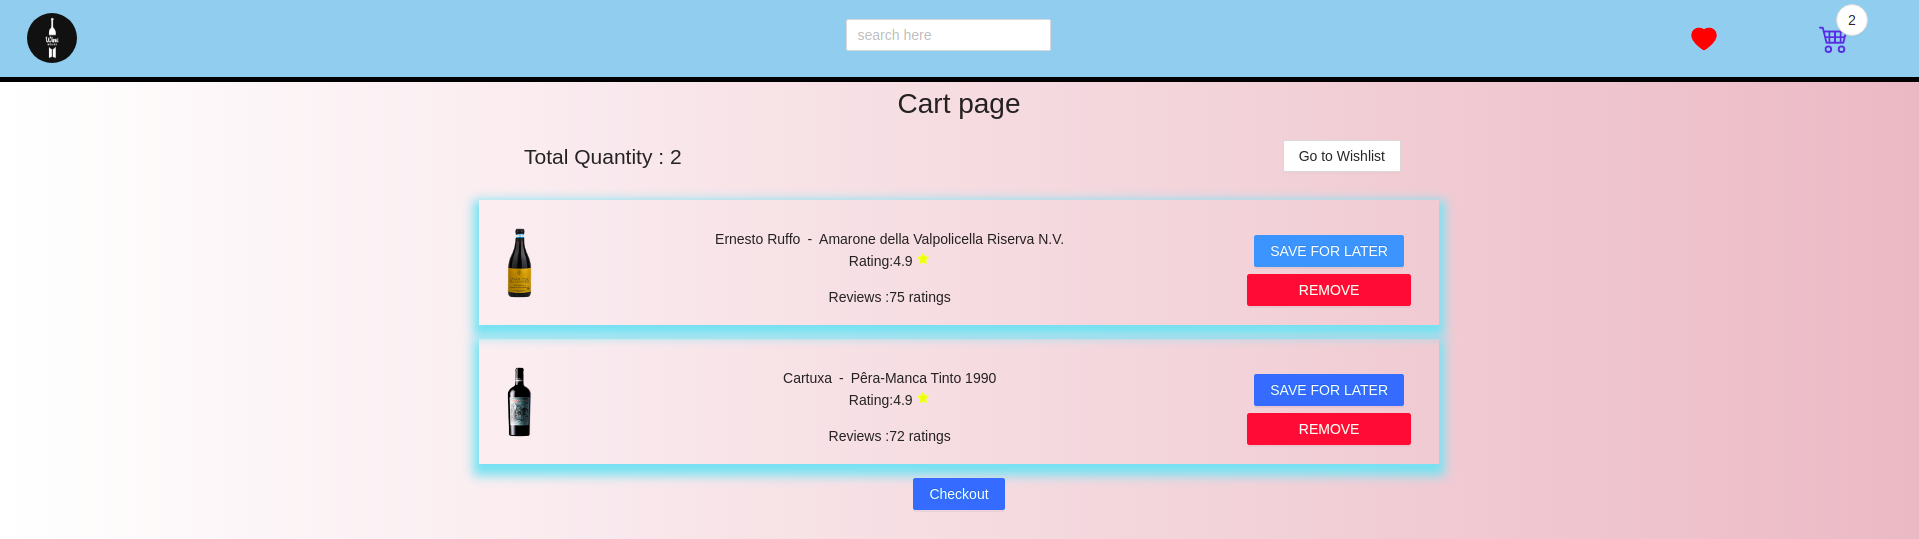 Wine
search here
2
Cart page
Total Quantity : 2
Go to Wishlist
Ernesto Ruffo - Amarone della Valpolicella Riserva N.V.
Rating:4.9
Reviews :75 ratings
SAVE FOR LATER
REMOVE
Cartuxa - Pêra-Manca Tinto 1990
Rating:4.9
Reviews :72 ratings
SAVE FOR LATER
REMOVE
Checkout